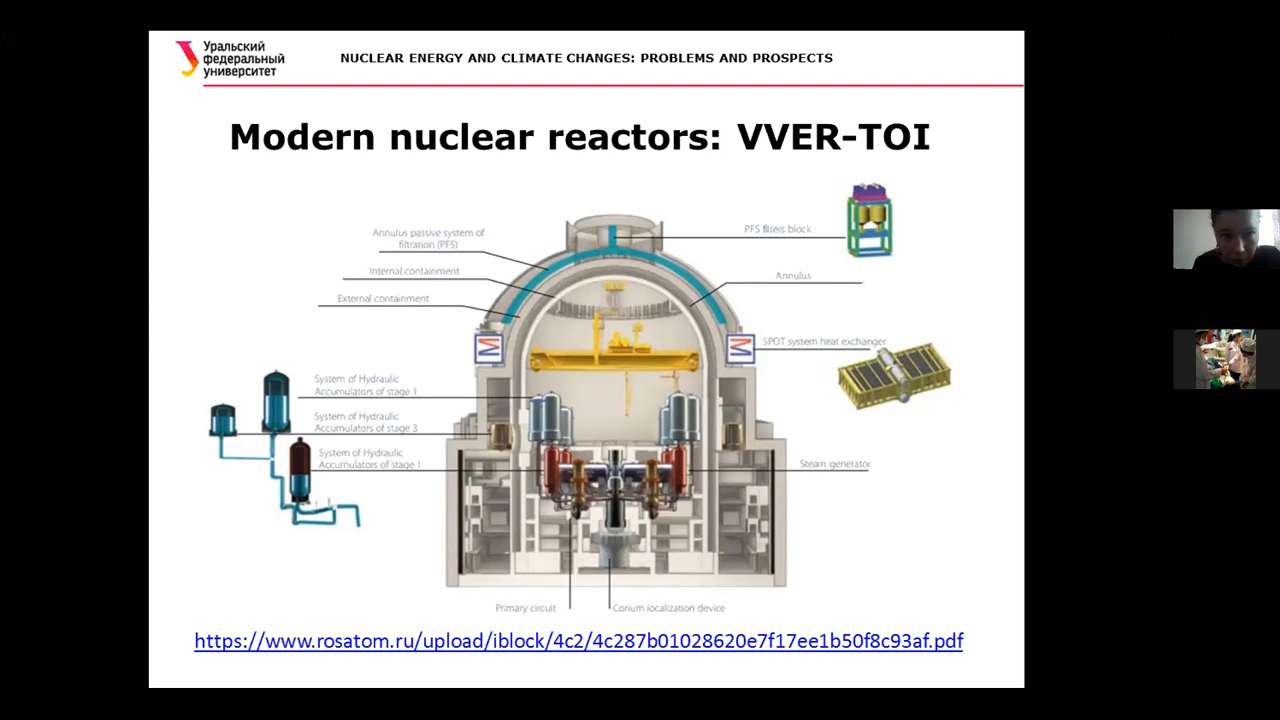 Уральский
федеральный
университет
NUCLEAR ENERGY AND CLIMATE CHANGES: PROBLEMS AND PROSPECTS
Modern nuclear reactors: VVER-TOI
Annulus passive system of
filtration (PFS)
PFS filters block
Internal containment
Annulus
External containment
SPOT system heat exchanger
System of Hydraulic
Accumulators of stage 1
System of Hydraulic
Accumulators of stage 3
System of Hydraulic
Accumulators of stage 1
Steam generator
Primary circuit
Corium localization device
https://www.rosatom.ru/upload/iblock/4c2/4c287b01028620e7f17ee1b50f8c93af.pdf